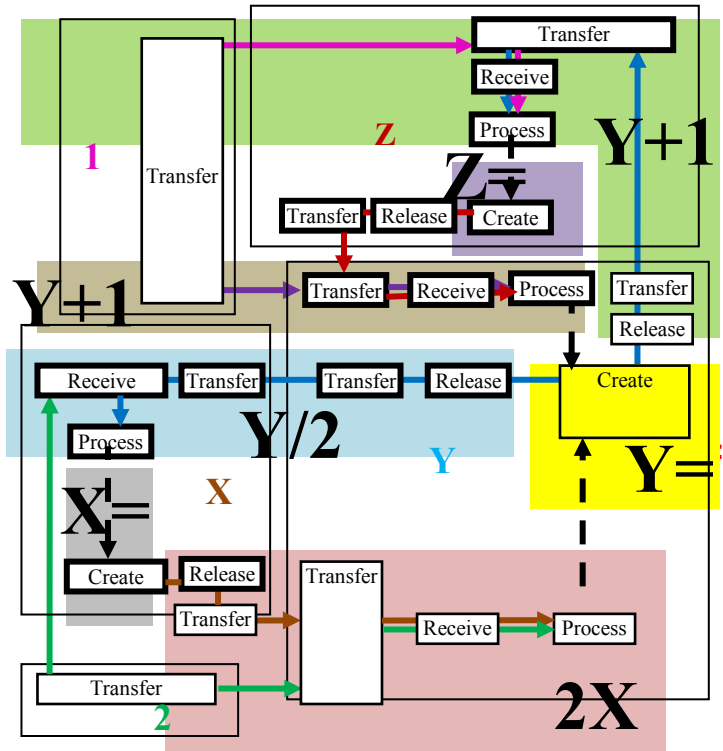 Transfer
Receive
Process
Z
1
Y+1
Transfer
Z=
Transfer
Release
Create
Transfer
Receive
Process
Transfer
Y+1
Release
Receive
Transfer
Transfer
Release
Create
Process
Y/2
Y
Y=
X
X=
Create
Release
Transfer
Transfer
Receive
Process
Transfer
2
2X